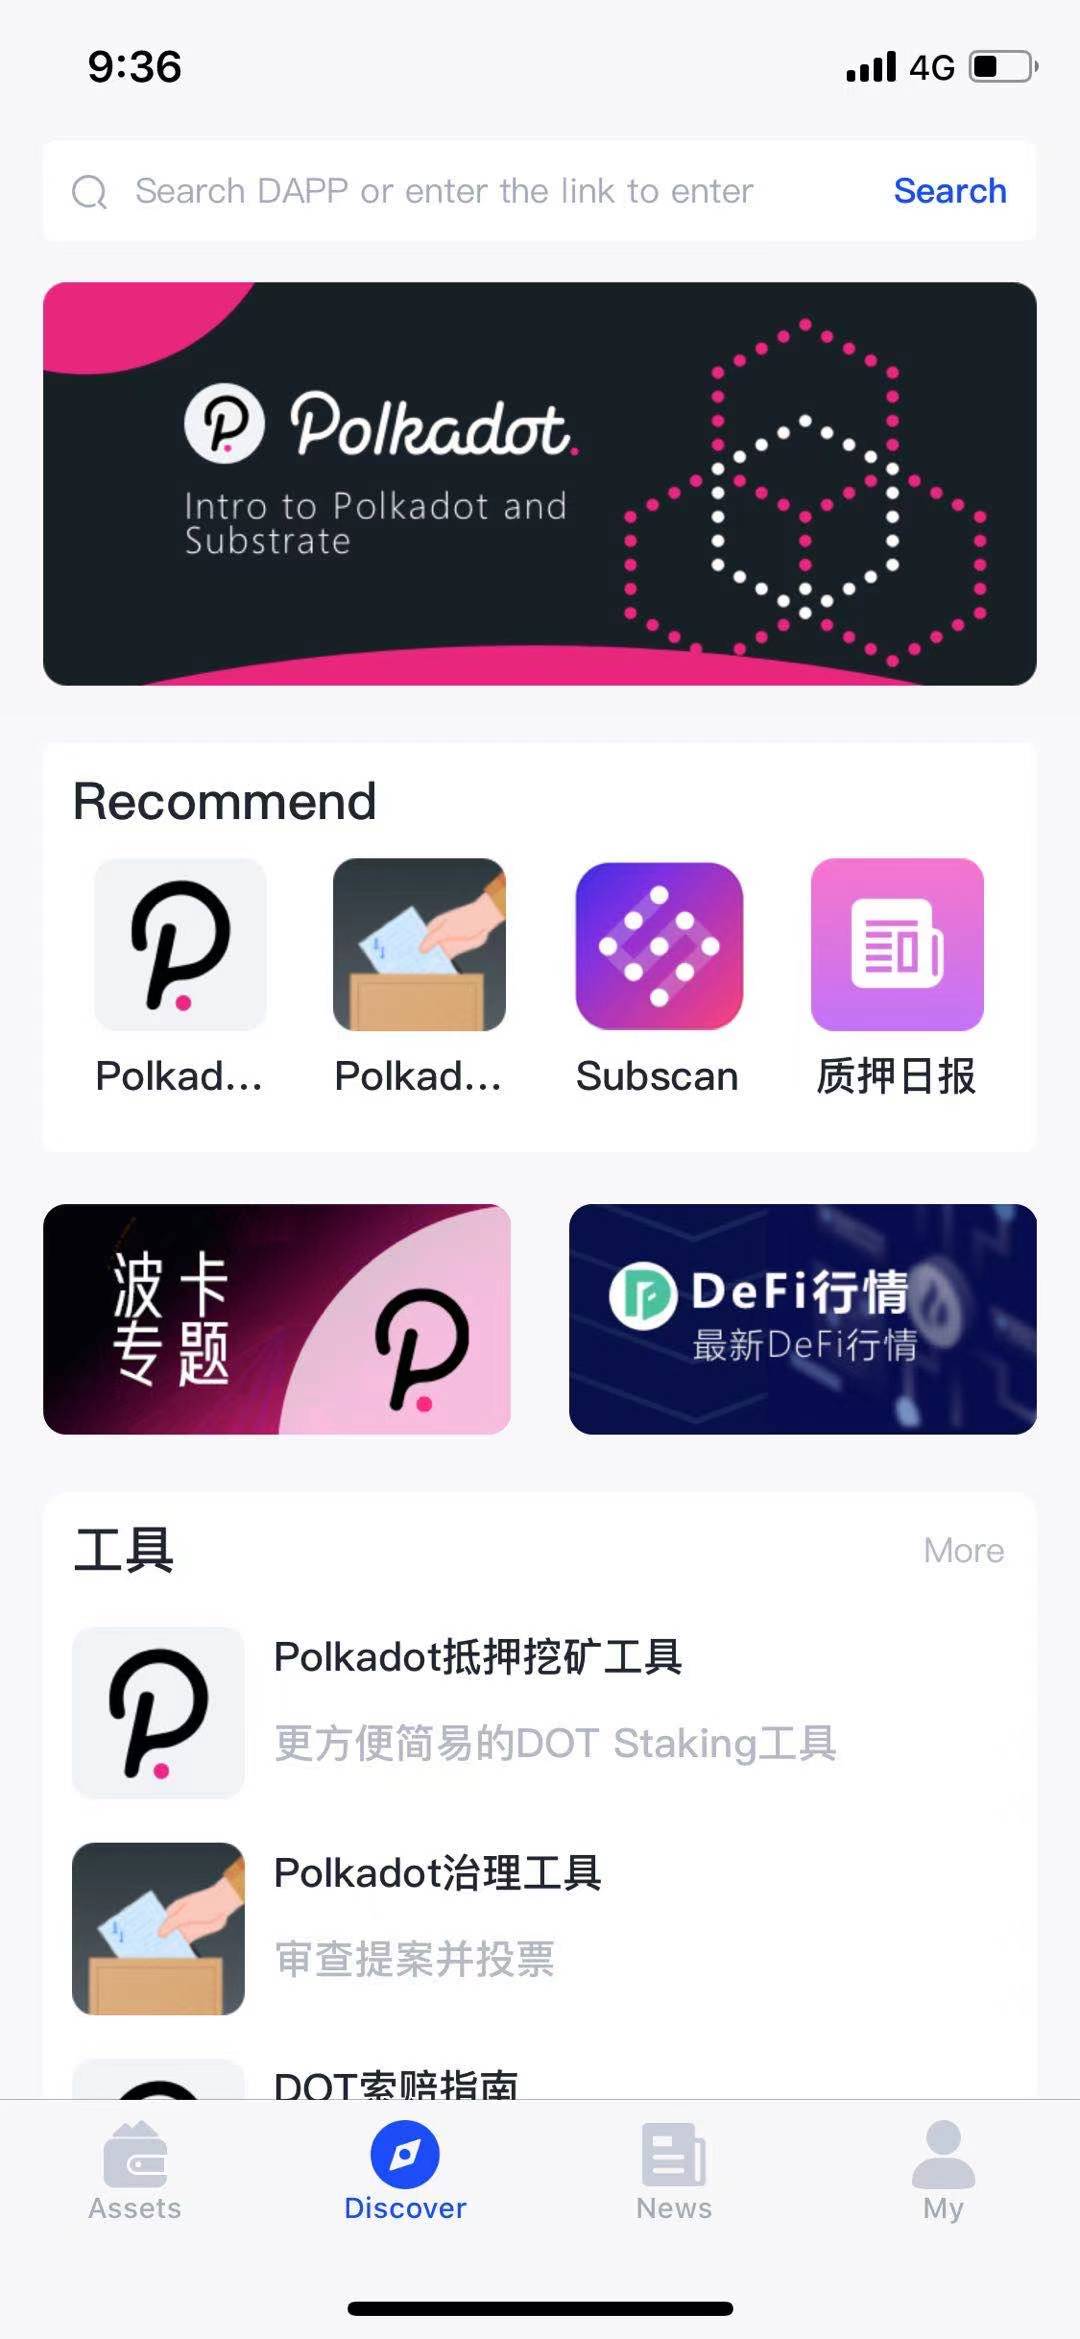 9:36
4G
Search DAPP or enter the link to enter
Search
Polkadot.
Intro to Polkadot and
Substrate
Recommend
Polkad...
Polkad...
Subscan
质押日报
波卡
专题
DeFi行情
最新DeFi行情
工具
More
Polkadot抵押挖矿工具
更方便简易的DOT Staking工具
Polkadot治理工具
审查提案并投票
DOT索赔指南
Assets
Discover
News
My